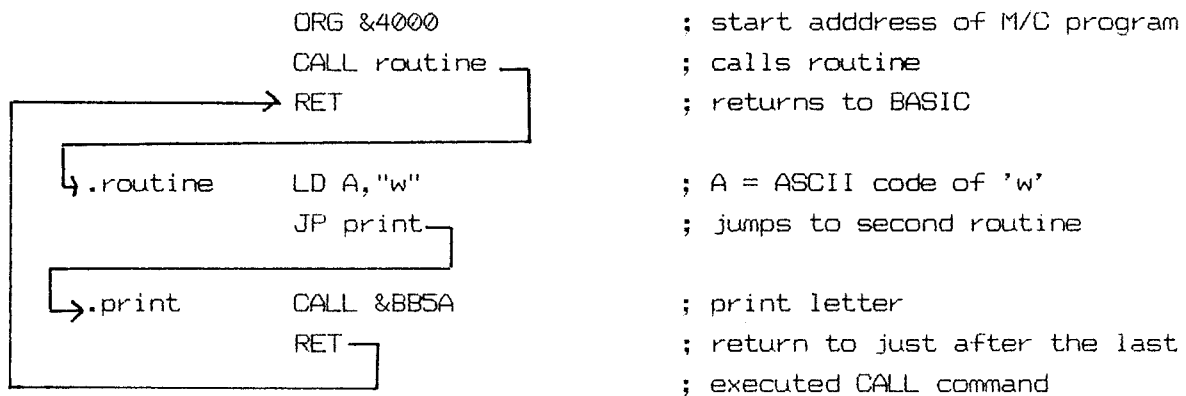 ORG &4000 ; start adddress of M/C program
CALL routine ; calls routine
RET ; returns to BASIC
.routine LD A,"w" ; A = ASCII code of 'w'
JP print ; jumps to second routine
.print CALL &BB5A ; print letter
RET ; return to just after the last
; executed CALL command